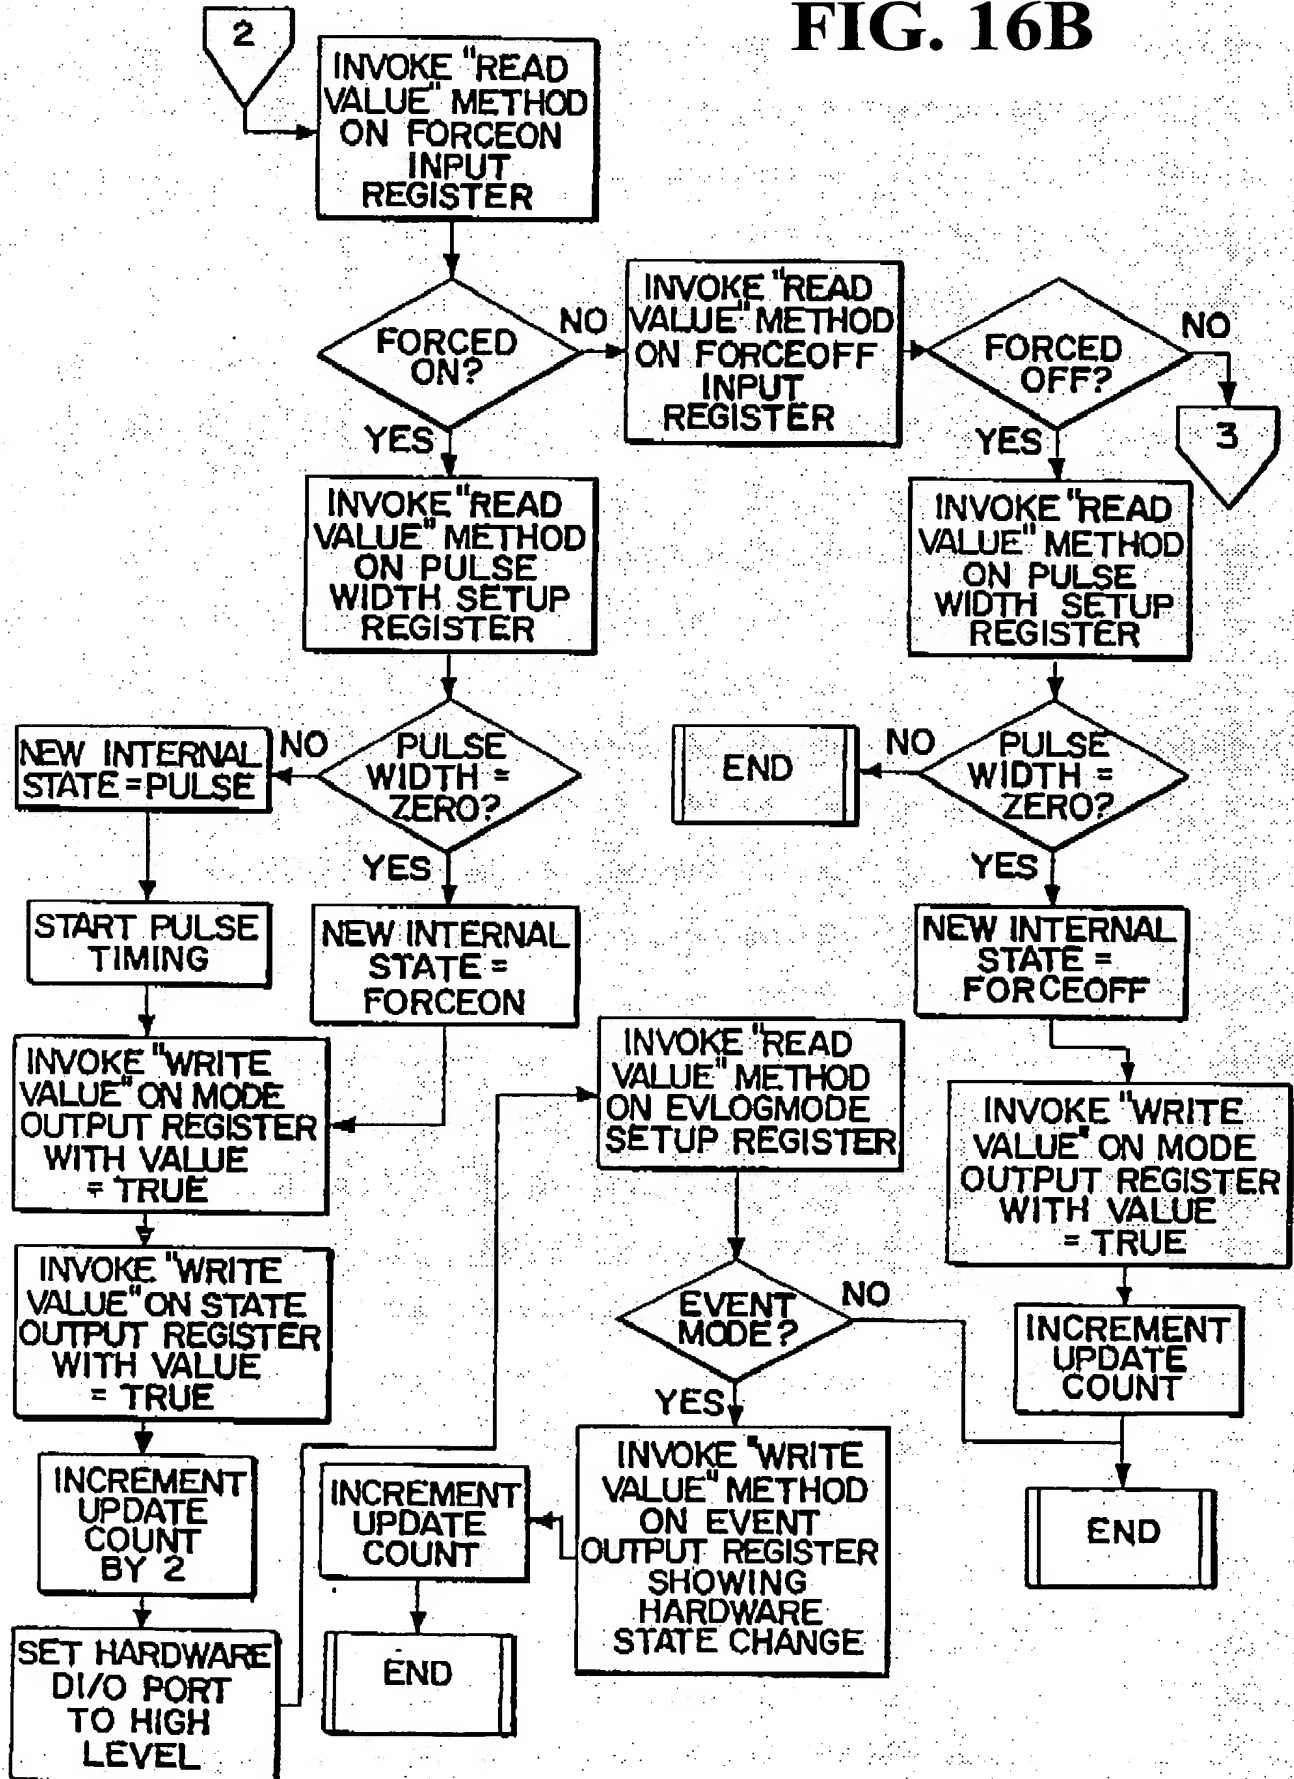 FIG. 16B
2
INVOKE "READ
VALUE" METHOD
ON FORCEON
INPUT
REGISTER
FORCED
ON?
NO
INVOKE "READ
VALUE" METHOD
ON FORCEOFF
INPUT
REGISTER
FORCED
OFF?
NO
3
YES
YES
INVOKE "READ
VALUE" METHOD
ON PULSE
WIDTH SETUP
REGISTER
INVOKE "READ
VALUE" METHOD
ON PULSE
WIDTH SETUP
REGISTER
NEW INTERNAL
STATE=PULSE
NO
PULSE
WIDTH =
ZERO?
END
NO
PULSE
WIDTH =
ZERO?
YES
YES
START PULSE
TIMING
NEW INTERNAL
STATE =
FORCEON
NEW INTERNAL
STATE =
FORCEOFF
INVOKE "WRITE
VALUE" ON MODE
OUTPUT REGISTER
WITH VALUE
= TRUE
INVOKE "READ
VALUE" METHOD
ON EVLOGMODE
SETUP REGISTER
INVOKE "WRITE
VALUE" ON MODE
OUTPUT REGISTER
WITH VALUE
= TRUE
INVOKE "WRITE
VALUE" ON STATE
OUTPUT REGISTER
WITH VALUE
= TRUE
EVENT
MODE?
NO
INCREMENT
UPDATE
COUNT
YES
INCREMENT
UPDATE
COUNT
BY 2
INCREMENT
UPDATE
COUNT
INVOKE "WRITE
VALUE" METHOD
ON EVENT
OUTPUT REGISTER
SHOWING
HARDWARE
STATE CHANGE
END
SET HARDWARE
DI/O PORT
TO HIGH
LEVEL
END